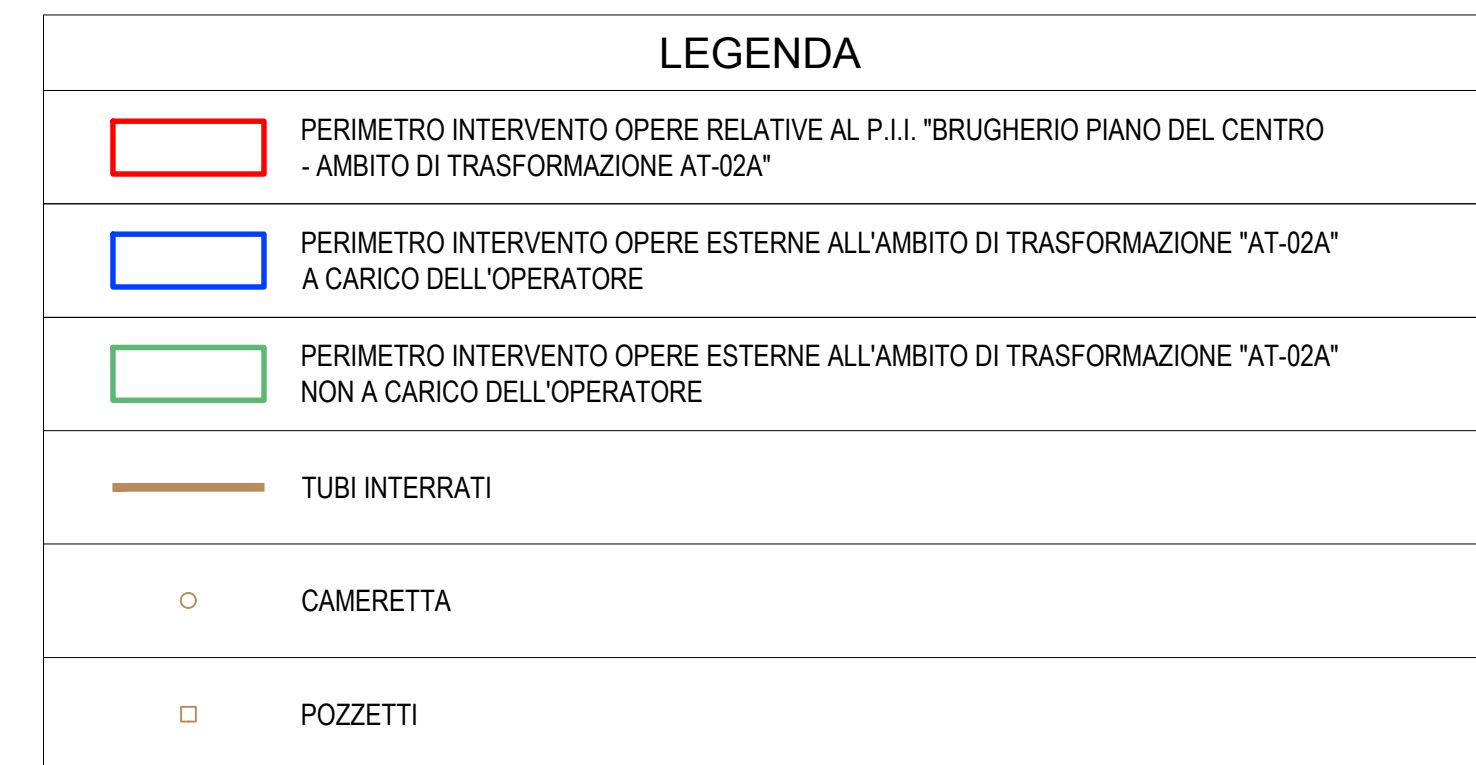 LEGENDA
PERIMETRO INTERVENTO OPERE RELATIVE AL P.I.I. "BRUGHERIO PIANO DEL CENTRO
- AMBITO DI TRASFORMAZIONE AT-02A"
PERIMETRO INTERVENTO OPERE ESTERNE ALL'AMBITO DI TRASFORMAZIONE "AT-02A"
A CARICO DELL'OPERATORE
PERIMETRO INTERVENTO OPERE ESTERNE ALL'AMBITO DI TRASFORMAZIONE "AT-02A"
NON A CARICO DELL'OPERATORE
TUBI INTERRATI
CAMERETTA
POZZETTI